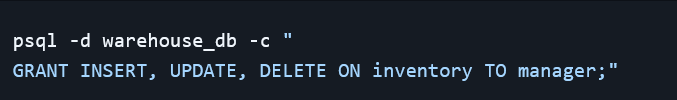 psql -d warehouse_db -c "
GRANT INSERT, UPDATE, DELETE ON inventory TO manager;"